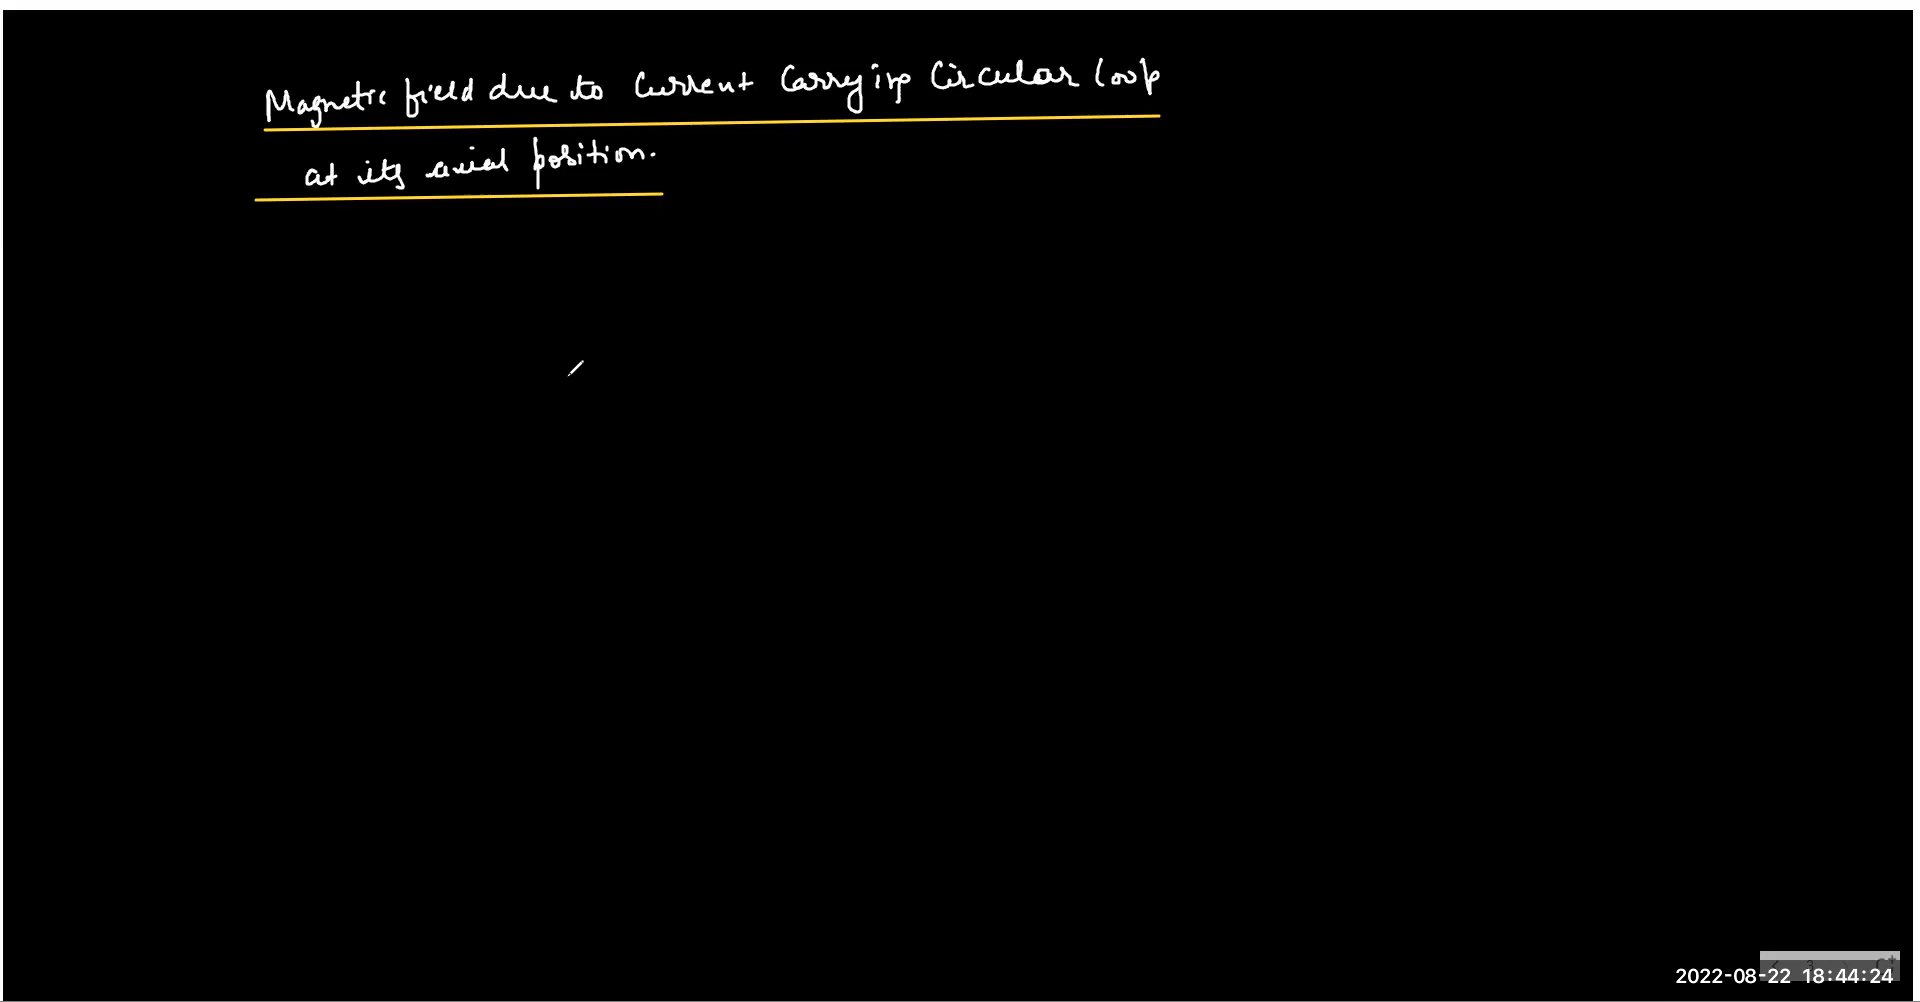 Magnetic field due to Current Carrying Circular loop
at its axial position.
2022-08-22 18:44:24